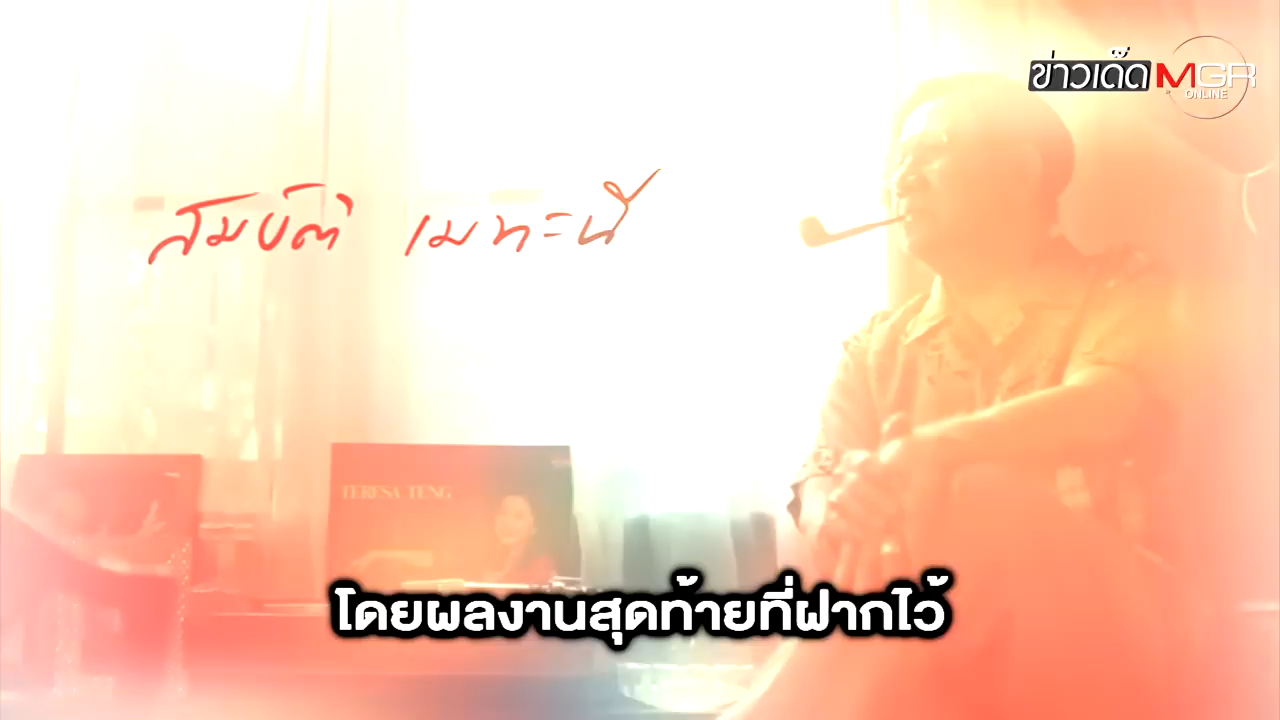 ข่าวเด็ด MGR
ONLINE
สมบัติ เมทะนี
TERESA TENG
โดยผลงานสุดท้ายที่ฝากไว้